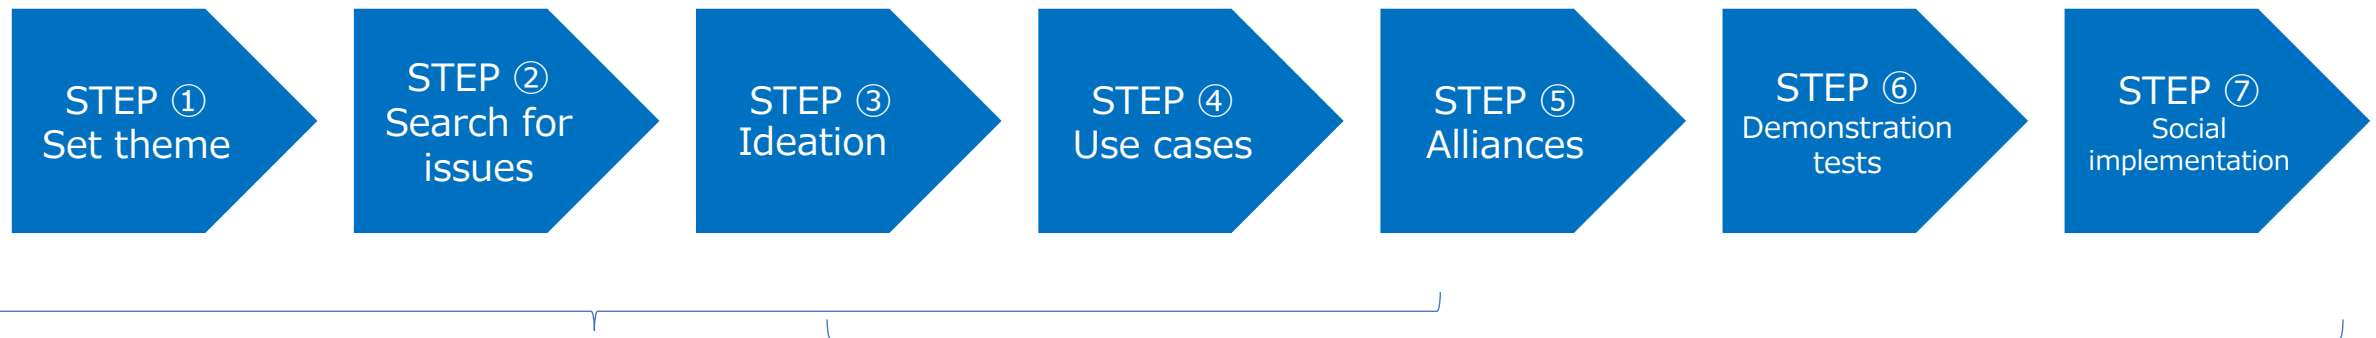 STEP ①
Set theme
STEP ②
Search for
issues
STEP ③
Ideation
STEP ④
Use cases
STEP ⑤
Alliances
STEP ⑥
Demonstration
tests
STEP ⑦
Social
implementation